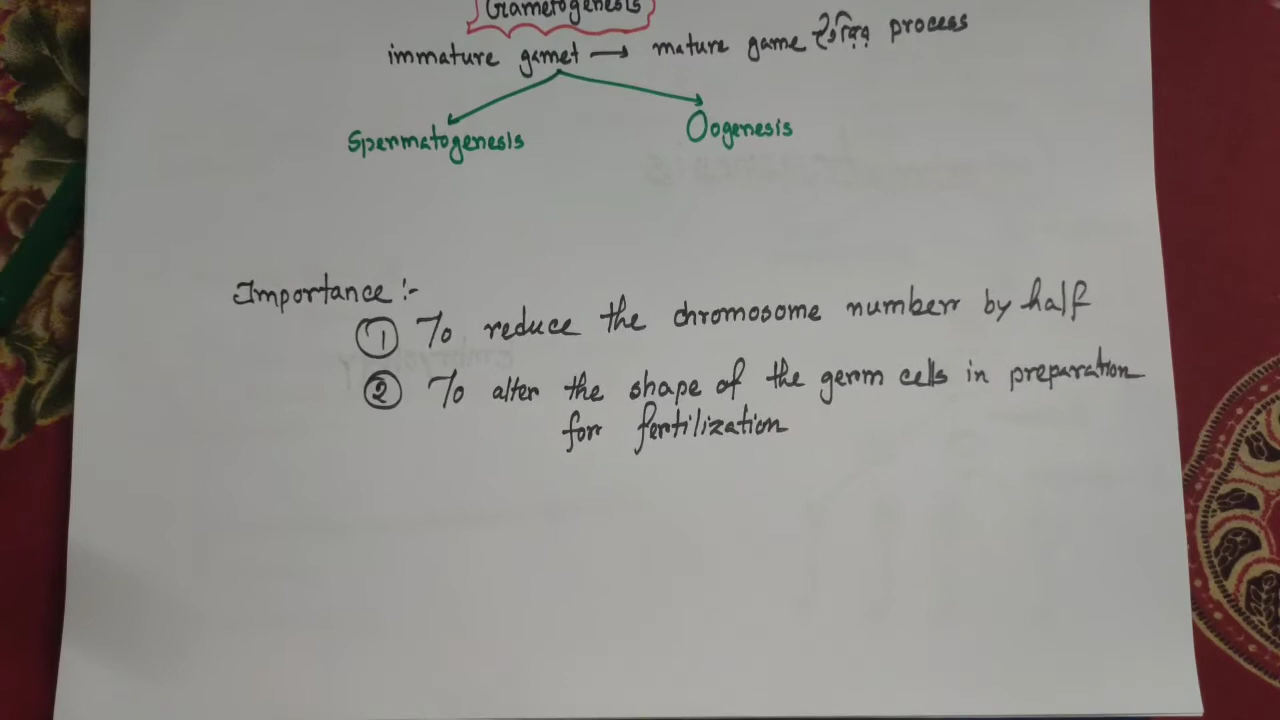 Gametogenesis
immature gamet → mature game তৈরির process
Spermatogenesis
Oogenesis
Importance :-
① To reduce the chromosome number by half
② To alter the shape of the germ cells in preparation
for fertilization